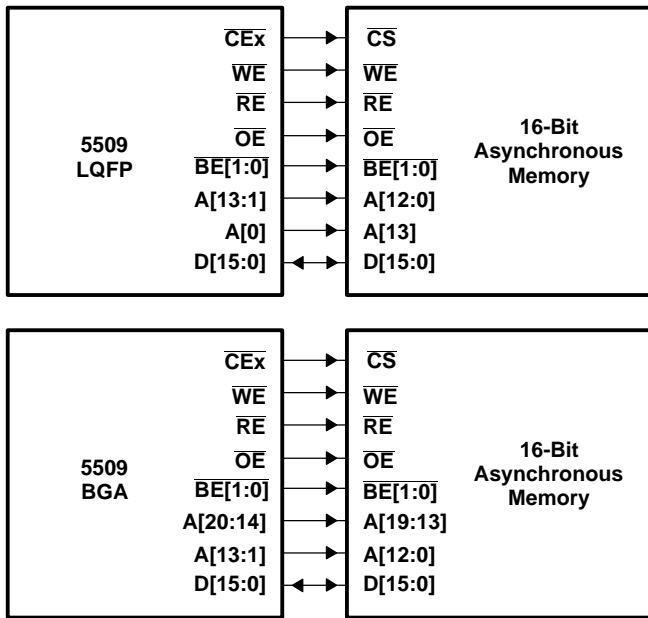 CEx CS
WE WE
RE RE
OE OE
BE[1:0] BE[1:0]
A[13:1] A[12:0]
A[0] A[13]
D[15:0] D[15:0]
5509
LQFP
16-Bit
Asynchronous
Memory
CEx CS
WE WE
RE RE
OE OE
BE[1:0] BE[1:0]
A[20:14] A[19:13]
A[13:1] A[12:0]
D[15:0] D[15:0]
5509
BGA
16-Bit
Asynchronous
Memory